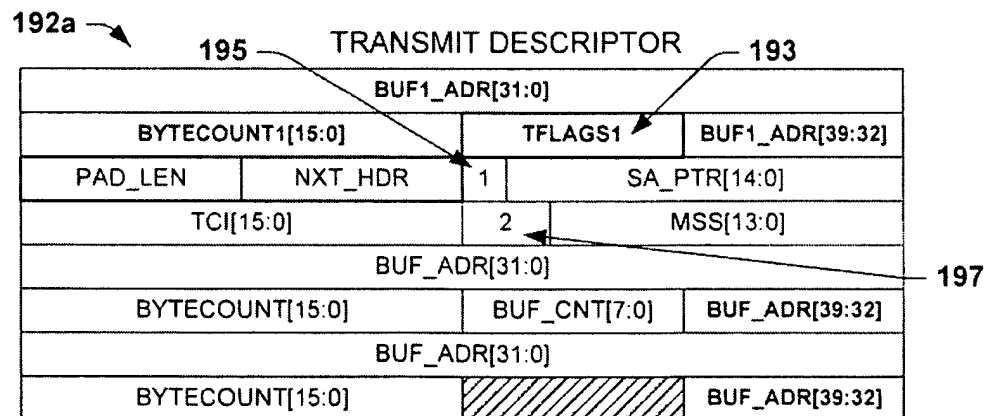 192a
TRANSMIT DESCRIPTOR
195
193
BUF1_ADR[31:0]
BYTECOUNT1[15:0] TFLAGS1 BUF1_ADR[39:32]
PAD_LEN NXT_HDR 1 SA_PTR[14:0]
TCI[15:0] 2 MSS[13:0]
BUF_ADR[31:0]
197
BYTECOUNT[15:0] BUF_CNT[7:0] BUF_ADR[39:32]
BUF_ADR[31:0]
BYTECOUNT[15:0] BUF_ADR[39:32]